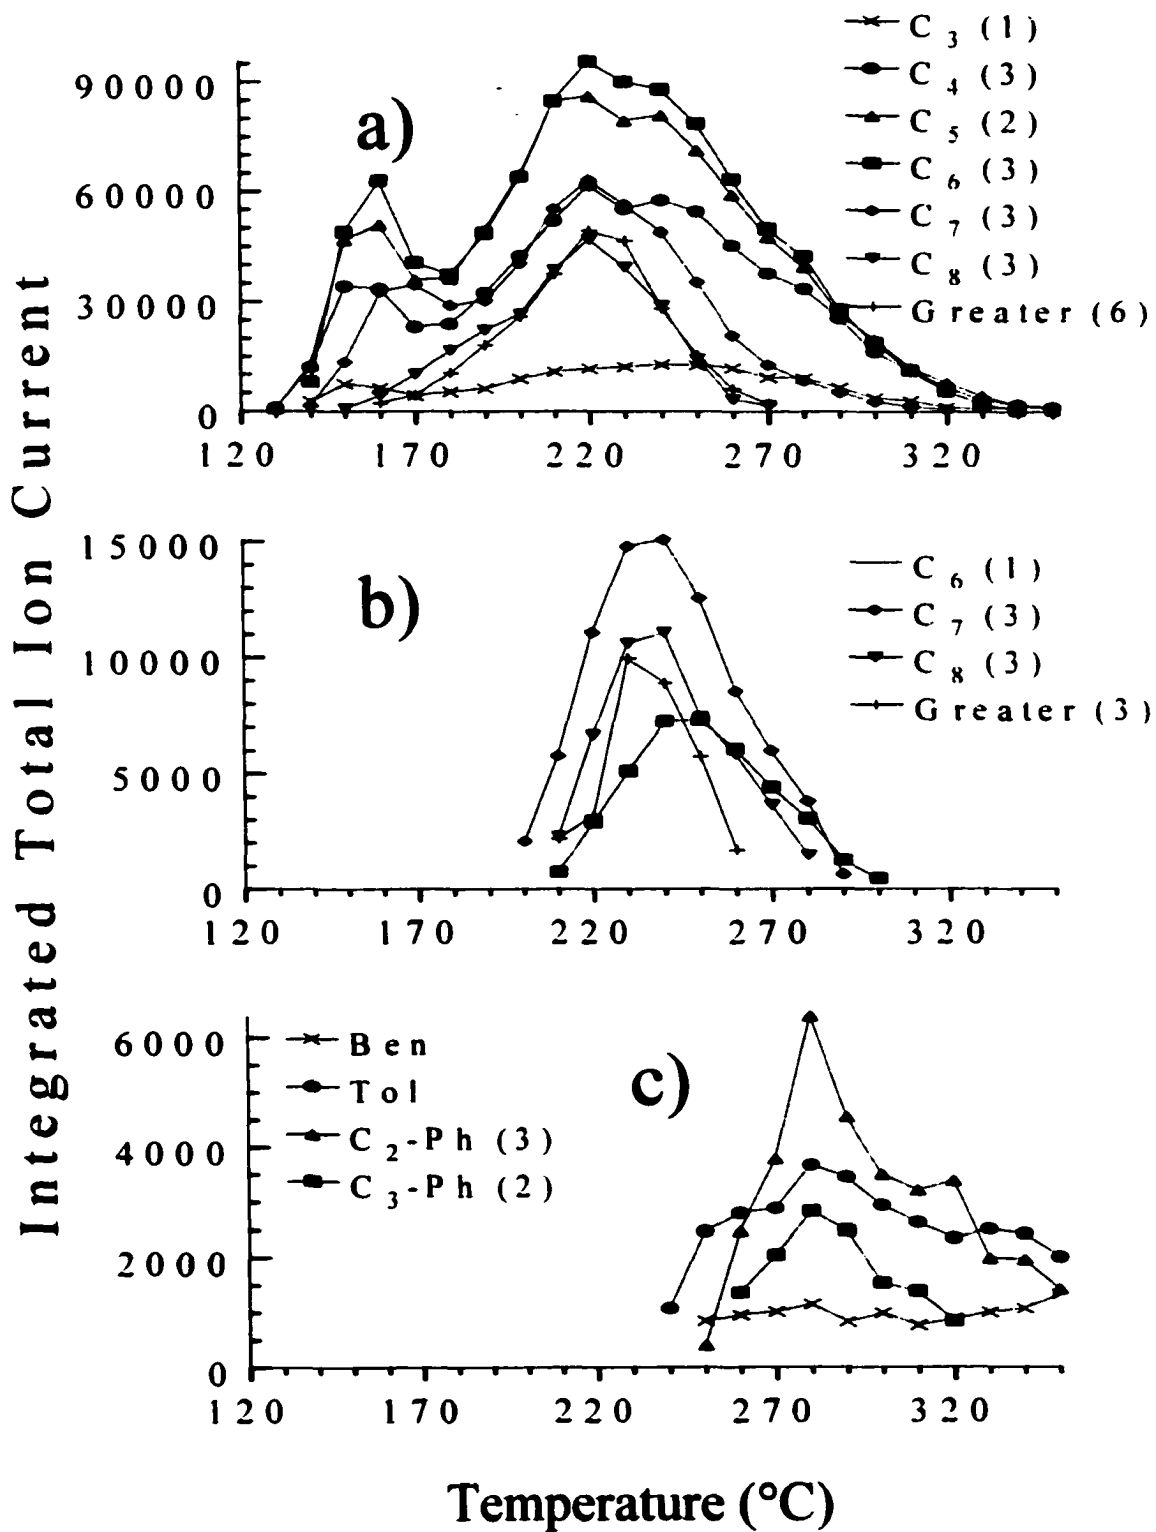 Integrated Total Ion Current
a)
C3 (1)
C4 (3)
C5 (2)
C6 (3)
C7 (3)
C8 (3)
Greater (6)
90000
60000
30000
0
120 170 220 270 320
b)
C6 (1)
C7 (3)
C8 (3)
Greater (3)
15000
10000
5000
0
120 170 220 270 320
c)
Ben
Tol
C2-Ph (3)
C3-Ph (2)
6000
4000
2000
0
120 170 220 270 320
Temperature (°C)